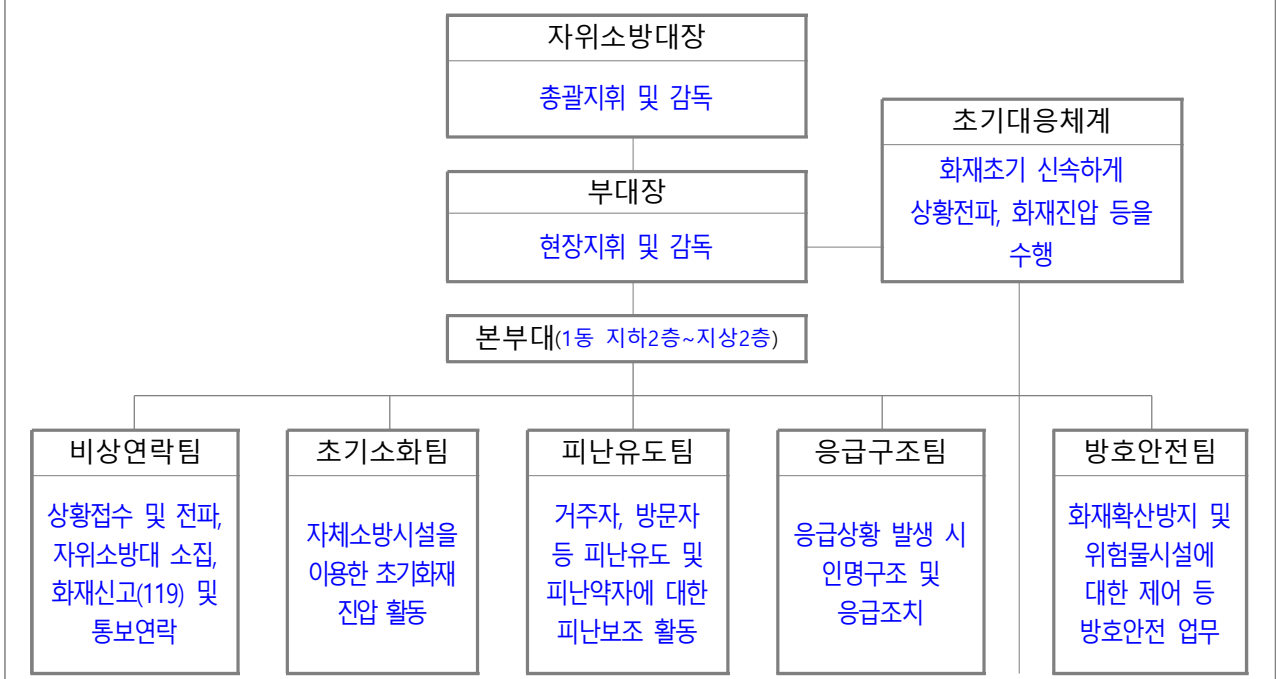 자위소방대장
총괄지휘 및 감독
초기대응체계
화재초기 신속하게
상황전파, 화재진압 등을
수행
부대장
현장지휘 및 감독
본부대(1동 지하2층~지상2층)
비상연락팀
상황접수 및 전파,
자위소방대 소집,
화재신고(119) 및
통보연락
초기소화팀
자체소방시설을
이용한 초기화재
진압 활동
피난유도팀
거주자, 방문자
등 피난유도 및
피난약자에 대한
피난보조 활동
응급구조팀
응급상황 발생 시
인명구조 및
응급조치
방호안전팀
화재확산방지 및
위험물시설에
대한 제어 등
방호안전 업무